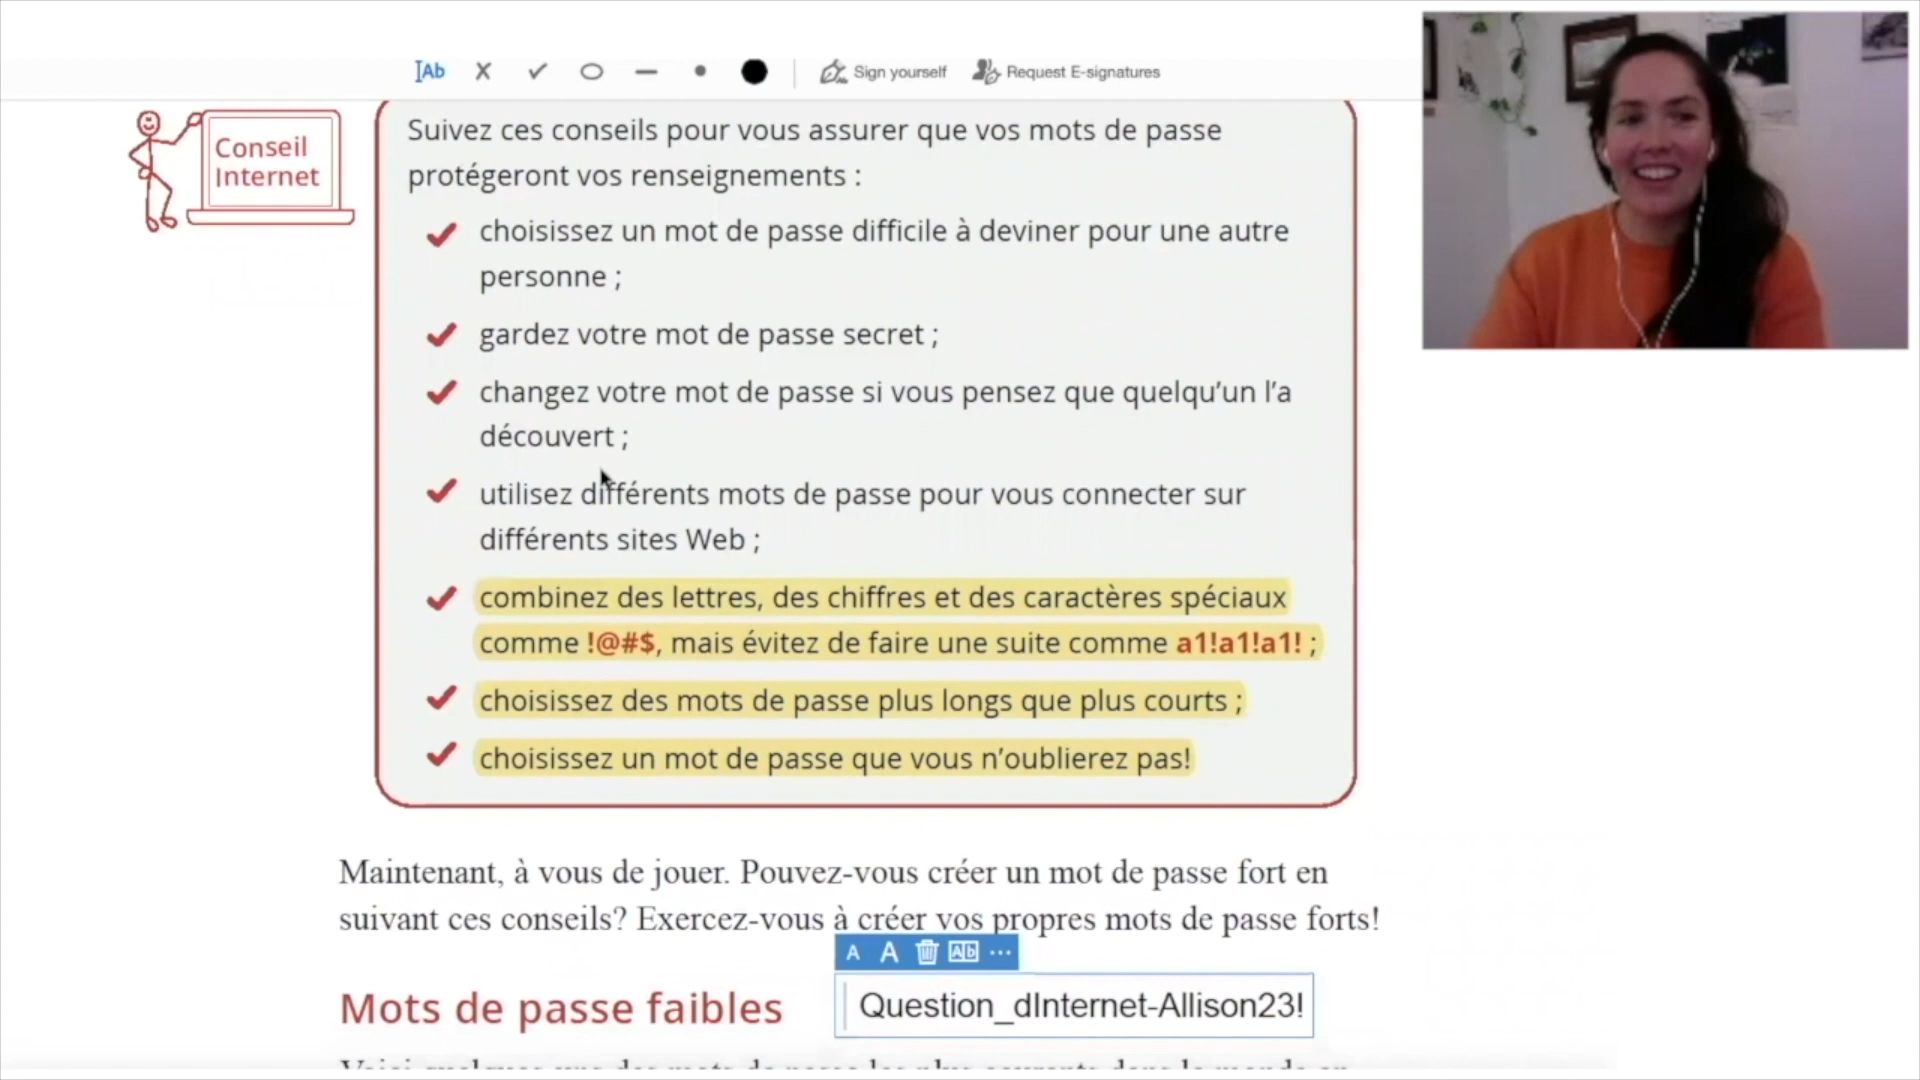 Ab
Sign yourself
Request E-signatures
Conseil
Internet
Suivez ces conseils pour vous assurer que vos mots de passe
protégeront vos renseignements :
choisissez un mot de passe difficile à deviner pour une autre
personne ;
gardez votre mot de passe secret ;
changez votre mot de passe si vous pensez que quelqu’un l’a
découvert ;
utilisez différents mots de passe pour vous connecter sur
différents sites Web ;
combinez des lettres, des chiffres et des caractères spéciaux
comme !@#$, mais évitez de faire une suite comme a1!a1!a1! ;
choisissez des mots de passe plus longs que plus courts ;
choisissez un mot de passe que vous n’oublierez pas!
Maintenant, à vous de jouer. Pouvez-vous créer un mot de passe fort en
suivant ces conseils? Exercez-vous à créer vos propres mots de passe forts!
A A Ab
Mots de passe faibles
Question_dInternet-Allison23!